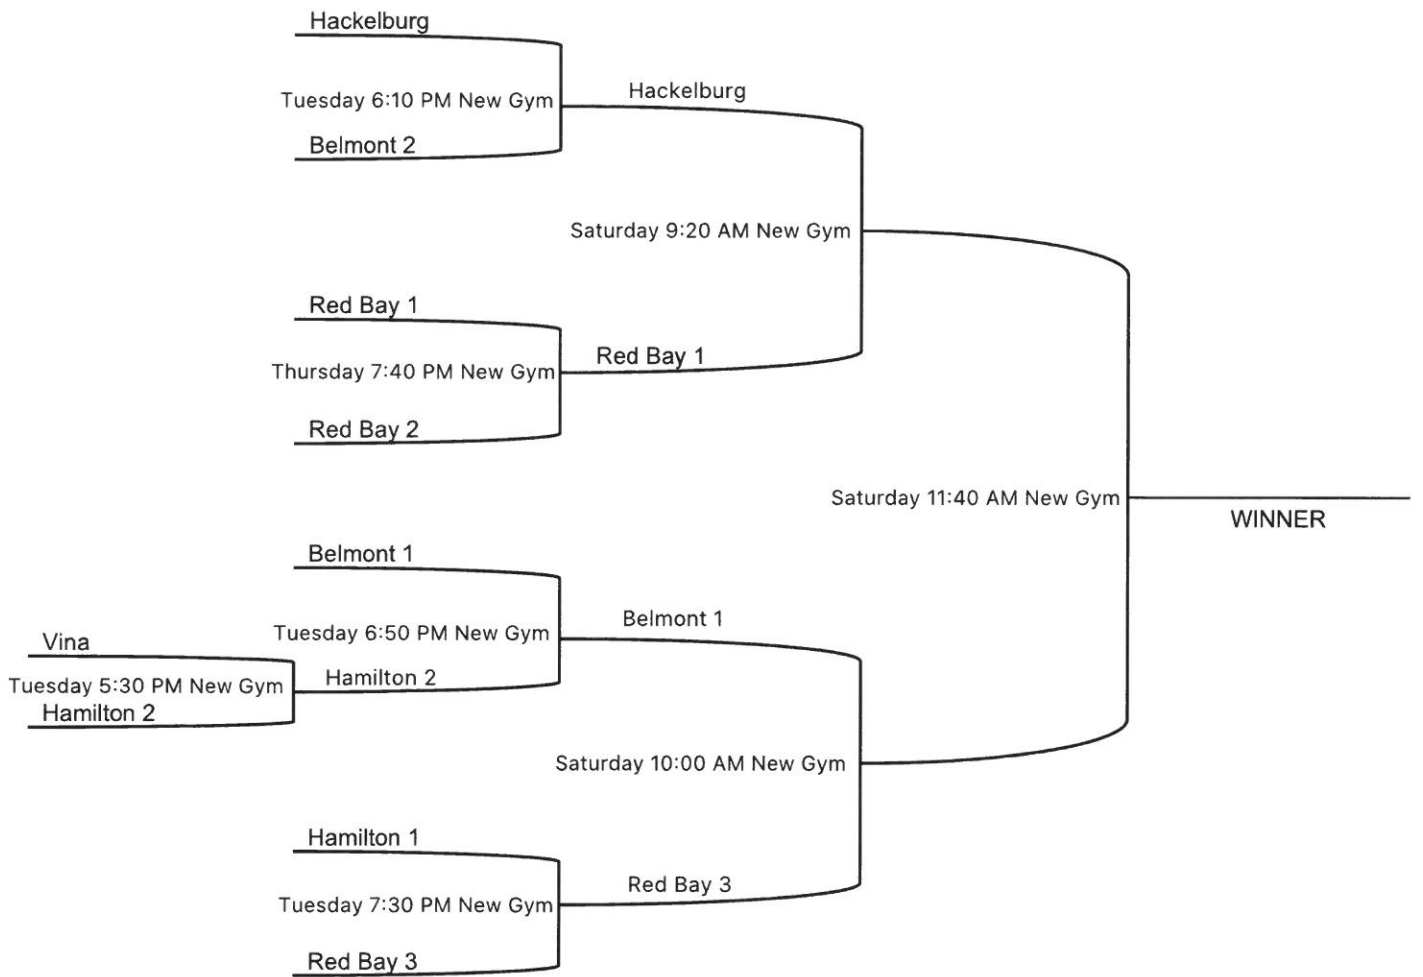 Hackelburg
Hackelburg
Tuesday 6:10 PM New Gym
Belmont 2
Saturday 9:20 AM New Gym
Red Bay 1
Red Bay 1
Thursday 7:40 PM New Gym
Red Bay 2
Saturday 11:40 AM New Gym
WINNER
Belmont 1
Belmont 1
Tuesday 6:50 PM New Gym
Vina
Hamilton 2
Tuesday 5:30 PM New Gym
Hamilton 2
Saturday 10:00 AM New Gym
Hamilton 1
Red Bay 3
Tuesday 7:30 PM New Gym
Red Bay 3